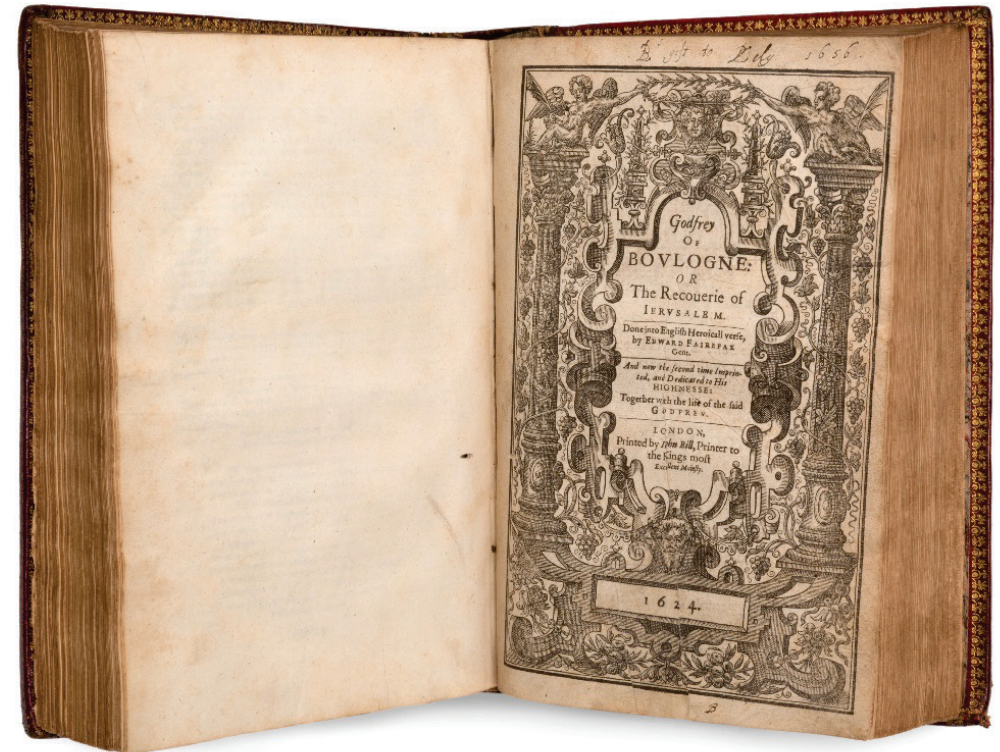 1656.
Godfrey
OF
BOVLOGNE:
OR
The Recouerie of
IERVSALEM.
Done into Engliſh Heroicall verſe,
by EDWARD FAIREFAX
Gent.
And now the ſecond time Imprin-
ted, and Dedicated to His
HIGHNESSE:
Together with the life of the ſaid
GODFREY.
LONDON,
Printed by Iohn Bill, Printer to
the Kings moſt
Excellent Maieſty.
1624.
B